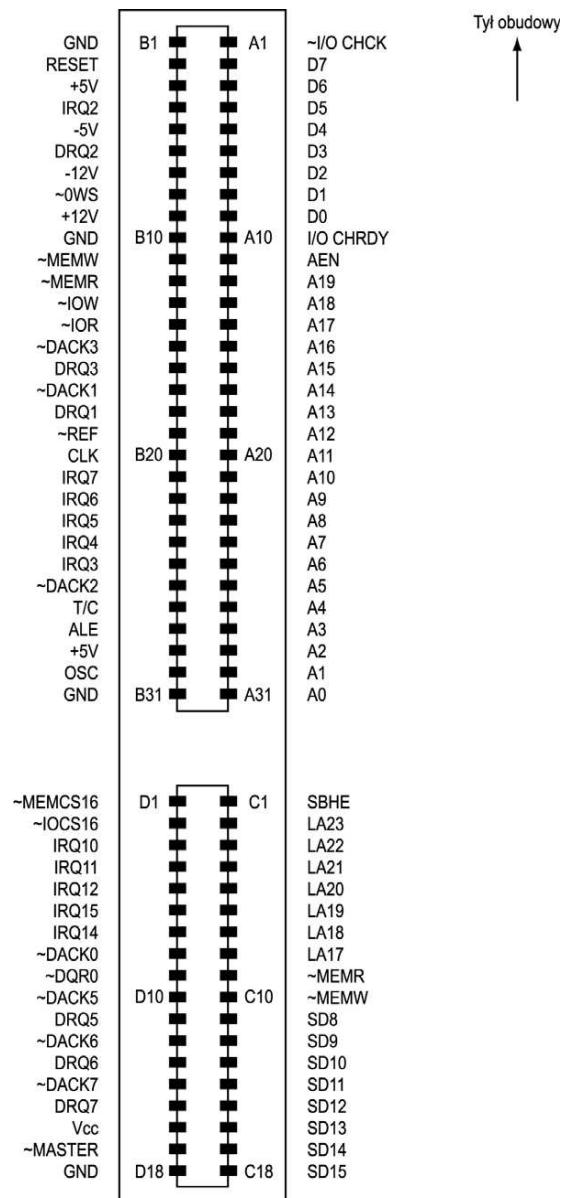 Tył obudowy
GND B1 A1 ~I/O CHCK
RESET D7
+5V D6
IRQ2 D5
-5V D4
DRQ2 D3
-12V D2
~0WS D1
+12V D0
GND B10 A10 I/O CHRDY
~MEMW AEN
~MEMR A19
~IOW A18
~IOR A17
~DACK3 A16
DRQ3 A15
~DACK1 A14
DRQ1 A13
~REF A12
CLK B20 A20 A11
IRQ7 A10
IRQ6 A9
IRQ5 A8
IRQ4 A7
IRQ3 A6
~DACK2 A5
T/C A4
ALE A3
+5V A2
OSC A1
GND B31 A31 A0
~MEMCS16 D1 C1 SBHE
~IOCS16 LA23
IRQ10 LA22
IRQ11 LA21
IRQ12 LA20
IRQ15 LA19
IRQ14 LA18
~DACK0 LA17
~DQR0 ~MEMR
~DACK5 D10 C10 ~MEMW
DRQ5 SD8
~DACK6 SD9
DRQ6 SD10
~DACK7 SD11
DRQ7 SD12
Vcc SD13
~MASTER SD14
GND D18 C18 SD15